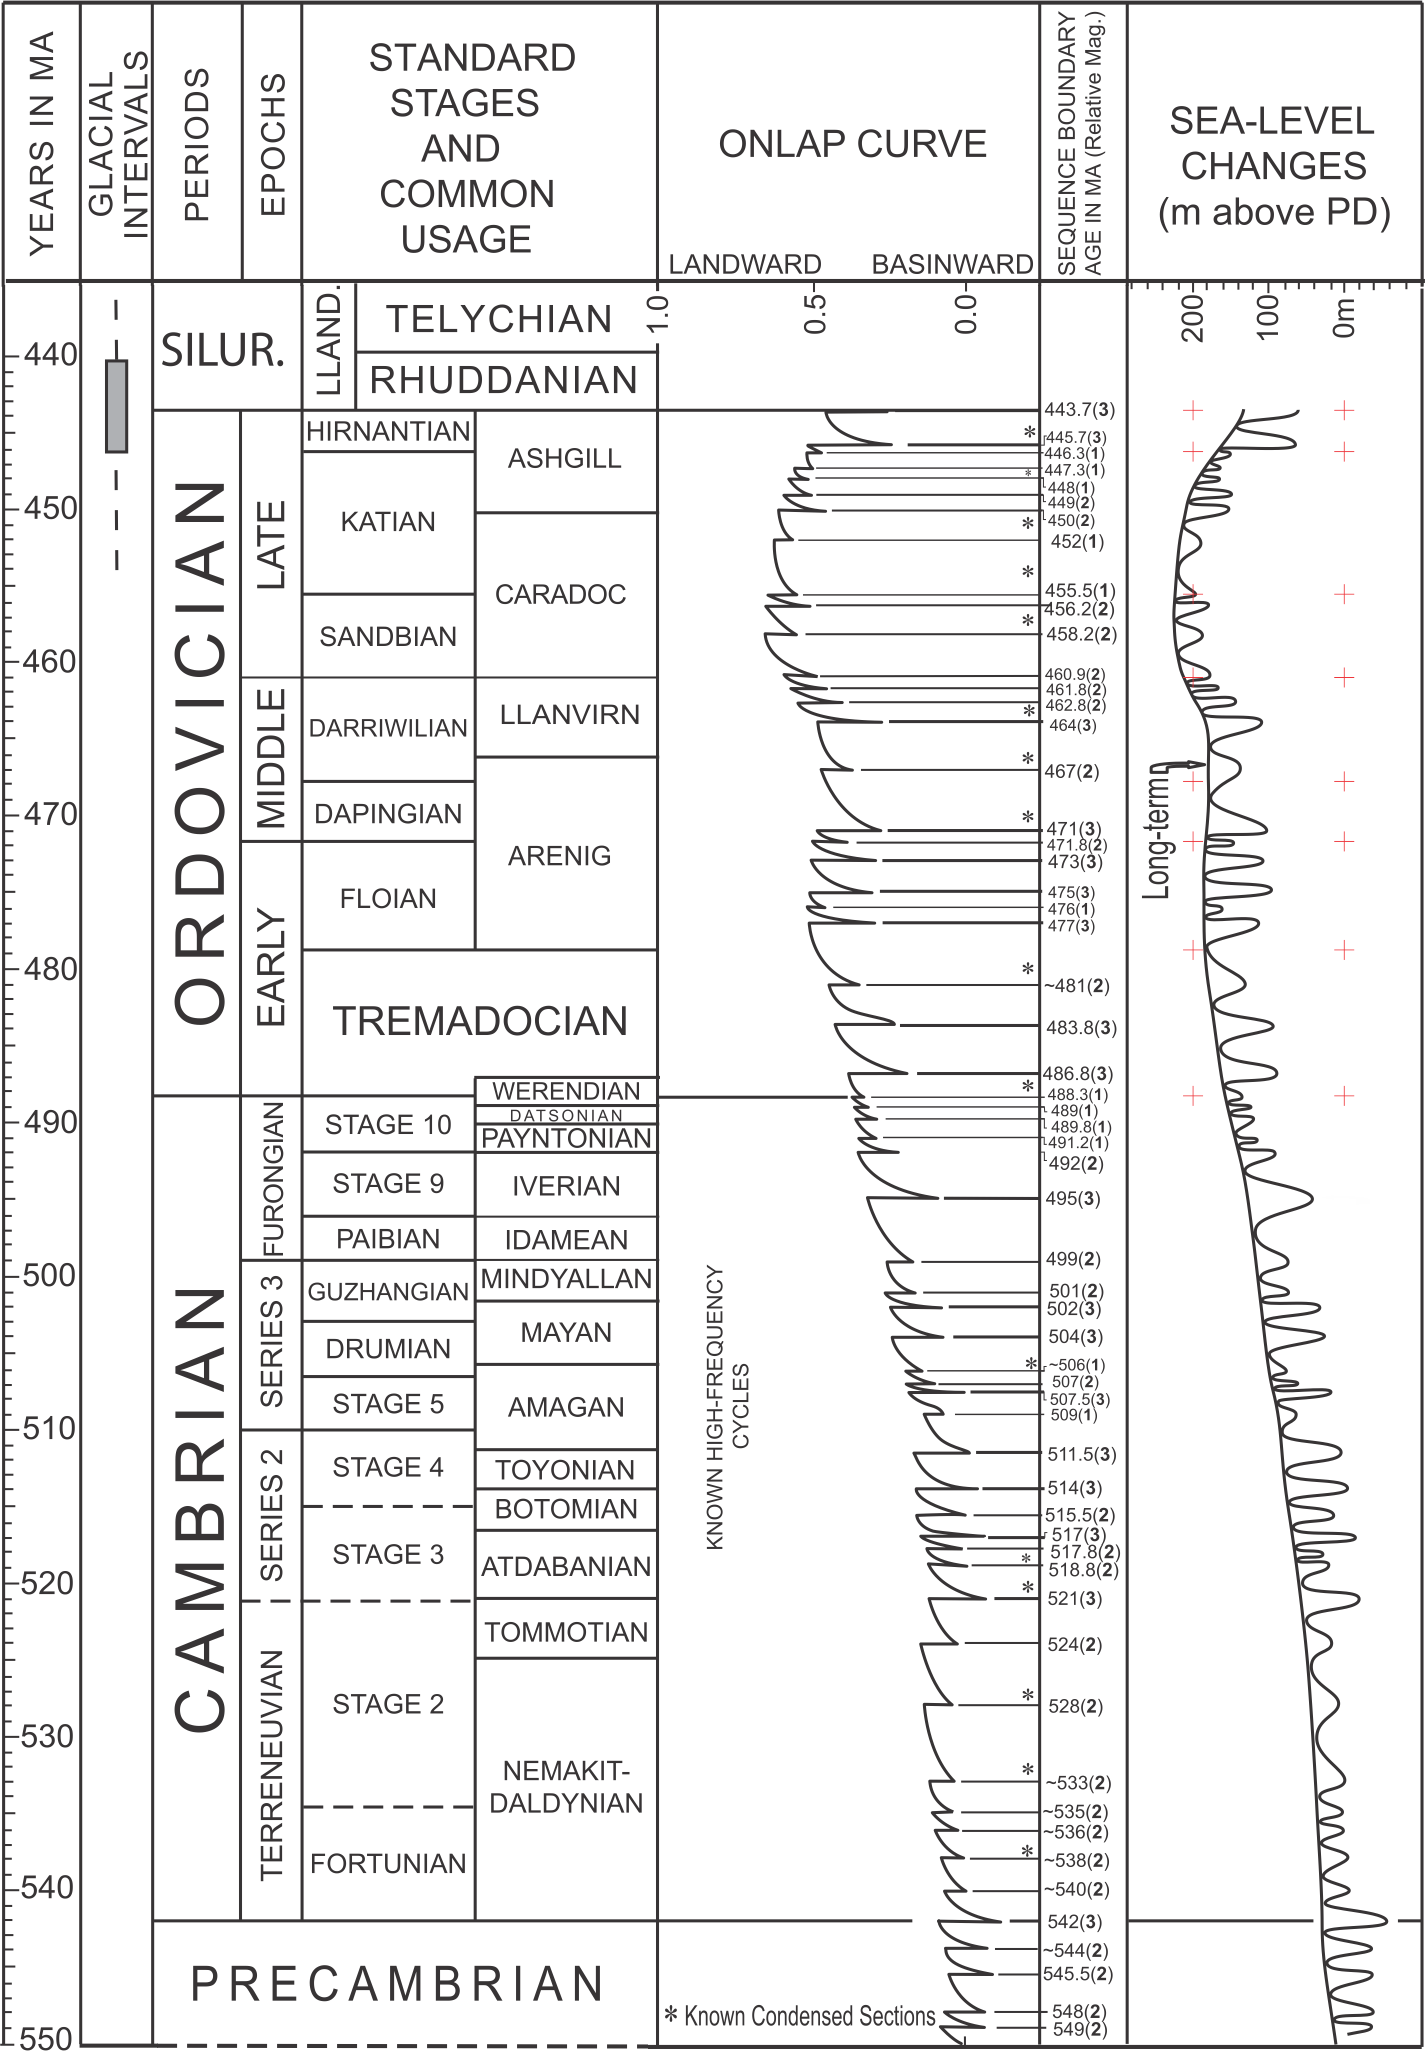 YEARS IN MA
GLACIAL
INTERVALS
PERIODS
EPOCHS
STANDARD
STAGES
AND
COMMON
USAGE
ONLAP CURVE
LANDWARD
BASINWARD
SEQUENCE BOUNDARY
AGE IN MA (Relative Mag.)
SEA-LEVEL
CHANGES
(m above PD)
1.0
0.5
0.0
200
100
0m
440
450
460
470
480
490
500
510
520
530
540
550
SILUR.
ORDOVICIAN
CAMBRIAN
PRECAMBRIAN
LLAND.
LATE
MIDDLE
EARLY
FURONGIAN
SERIES 3
SERIES 2
TERRENEUVIAN
TELYCHIAN
RHUDDANIAN
HIRNANTIAN
KATIAN
SANDBIAN
DARRIWILIAN
DAPINGIAN
FLOIAN
TREMADOCIAN
STAGE 10
STAGE 9
PAIBIAN
GUZHANGIAN
DRUMIAN
STAGE 5
STAGE 4
STAGE 3
STAGE 2
FORTUNIAN
ASHGILL
CARADOC
LLANVIRN
ARENIG
WERENDIAN
DATSONIAN
PAYNTONIAN
IVERIAN
IDAMEAN
MINDYALLAN
MAYAN
AMAGAN
TOYONIAN
BOTOMIAN
ATDABANIAN
TOMMOTIAN
NEMAKIT-
DALDYNIAN
KNOWN HIGH-FREQUENCY
CYCLES
* Known Condensed Sections
443.7(3)
445.7(3)
446.3(1)
447.3(1)
448(1)
449(2)
450(2)
452(1)
455.5(1)
456.2(2)
458.2(2)
460.9(2)
461.8(2)
462.8(2)
464(3)
467(2)
471(3)
471.8(2)
473(3)
475(3)
476(1)
477(3)
~481(2)
483.8(3)
486.8(3)
488.3(1)
489(1)
489.8(1)
491.2(1)
492(2)
495(3)
499(2)
501(2)
502(3)
504(3)
~506(1)
507(2)
507.5(3)
509(1)
511.5(3)
514(3)
515.5(2)
517(3)
517.8(2)
518.8(2)
521(3)
524(2)
528(2)
~533(2)
~535(2)
~536(2)
~538(2)
~540(2)
542(3)
~544(2)
545.5(2)
548(2)
549(2)
Long-term